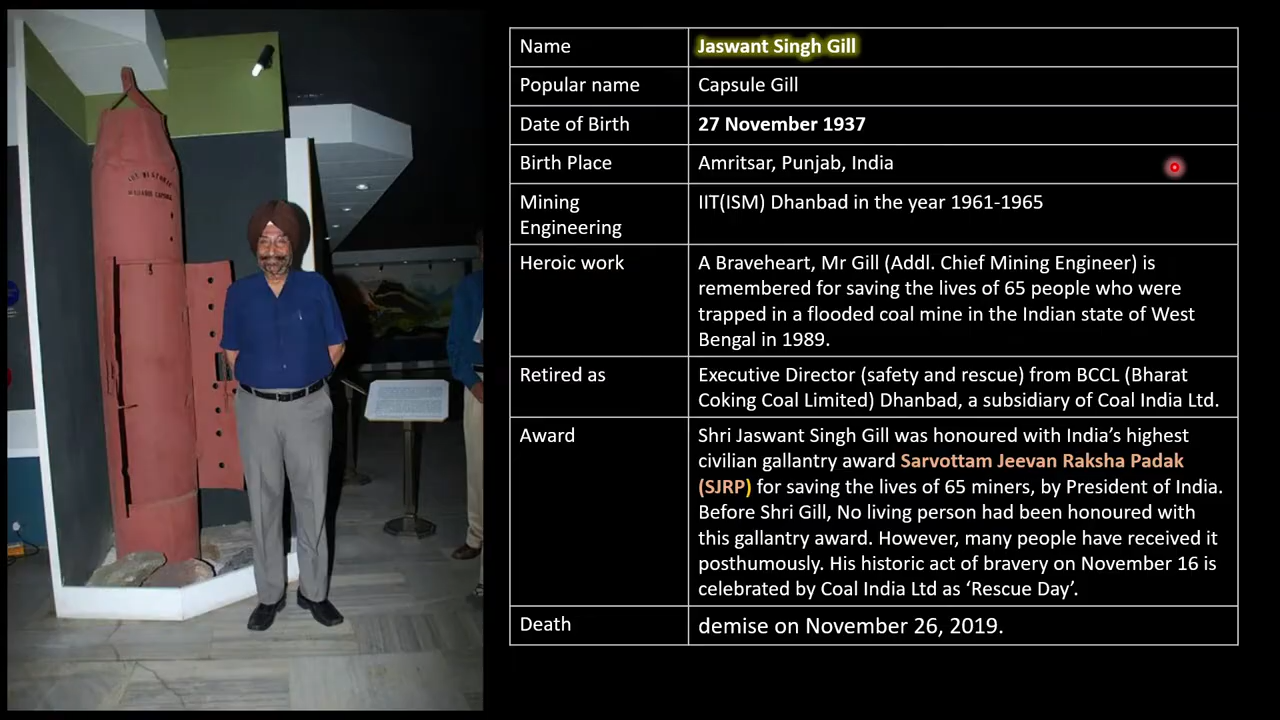 Name
Jaswant Singh Gill
Popular name
Capsule Gill
Date of Birth
27 November 1937
Birth Place
Amritsar, Punjab, India
Mining
Engineering
IIT(ISM) Dhanbad in the year 1961-1965
Heroic work
A Braveheart, Mr Gill (Addl. Chief Mining Engineer) is
remembered for saving the lives of 65 people who were
trapped in a flooded coal mine in the Indian state of West
Bengal in 1989.
Retired as
Executive Director (safety and rescue) from BCCL (Bharat
Coking Coal Limited) Dhanbad, a subsidiary of Coal India Ltd.
Award
Shri Jaswant Singh Gill was honoured with India’s highest
civilian gallantry award Sarvottam Jeevan Raksha Padak
(SJRP) for saving the lives of 65 miners, by President of India.
Before Shri Gill, No living person had been honoured with
this gallantry award. However, many people have received it
posthumously. His historic act of bravery on November 16 is
celebrated by Coal India Ltd as ‘Rescue Day’.
Death
demise on November 26, 2019.